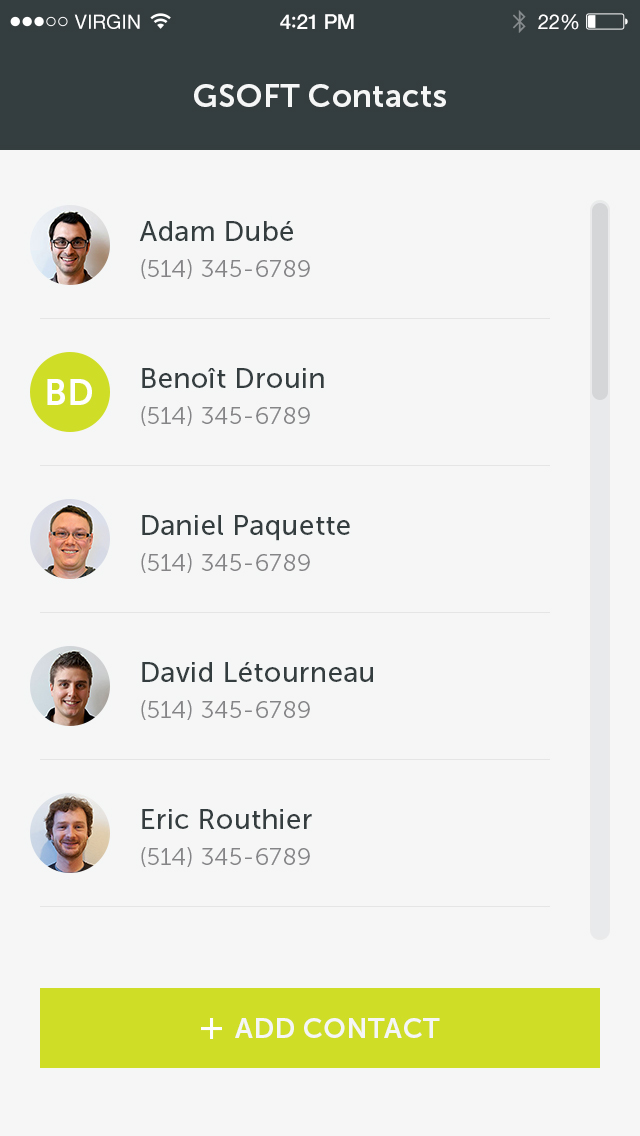 VIRGIN 4:21 PM 22%
GSOFT Contacts
Adam Dubé
(514) 345-6789
BD
Benoît Drouin
(514) 345-6789
Daniel Paquette
(514) 345-6789
David Létourneau
(514) 345-6789
Eric Routhier
(514) 345-6789
+ ADD CONTACT